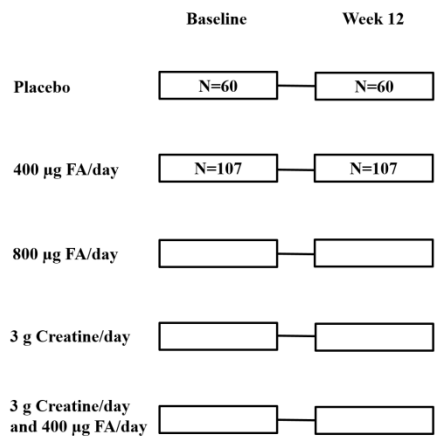 Baseline Week 12
Placebo N=60 N=60
400 µg FA/day N=107 N=107
800 µg FA/day
3 g Creatine/day
3 g Creatine/day
and 400 µg FA/day